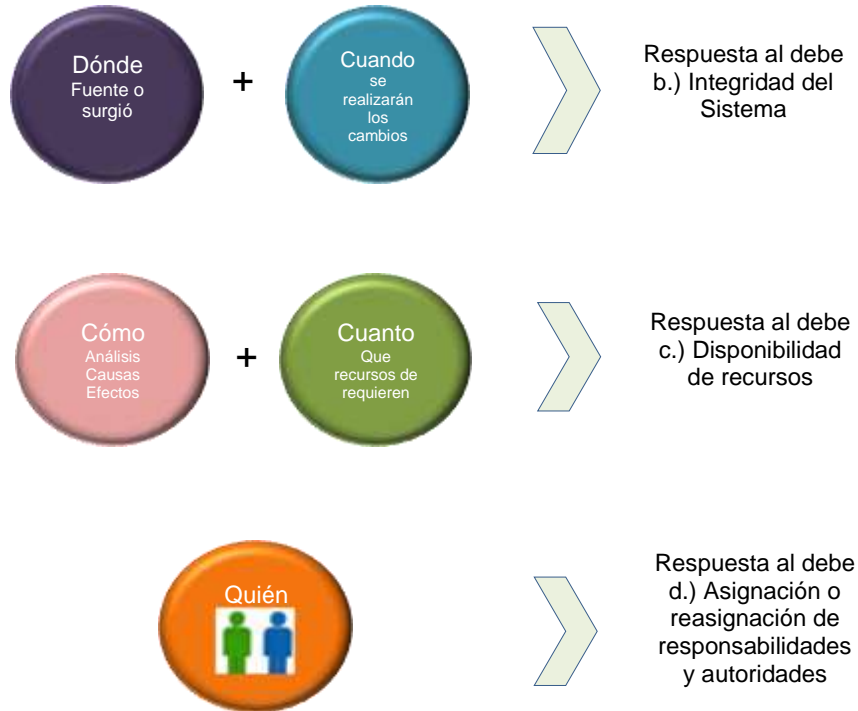 Dónde
Fuente o
surgió
+
Cuando
se
realizarán
los
cambios
Respuesta al debe
b.) Integridad del
Sistema
Cómo
Análisis
Causas
Efectos
+
Cuanto
Que
recursos de
requieren
Respuesta al debe
c.) Disponibilidad
de recursos
Quién
Respuesta al debe
d.) Asignación o
reasignación de
responsabilidades
y autoridades